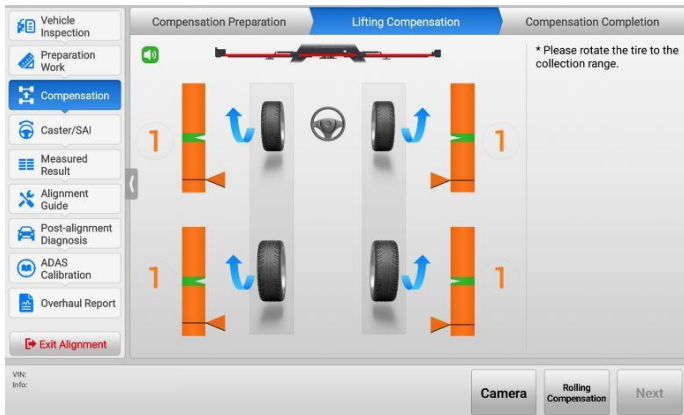 Vehicle
Inspection
Preparation
Work
Compensation
Caster/SAI
Measured
Result
Alignment
Guide
Post-alignment
Diagnosis
ADAS
Calibration
Overhaul Report
Exit Alignment
Compensation Preparation
Lifting Compensation
Compensation Completion
* Please rotate the tire to the
collection range.
1
1
1
1
VIN:
Info:
Camera
Rolling
Compensation
Next